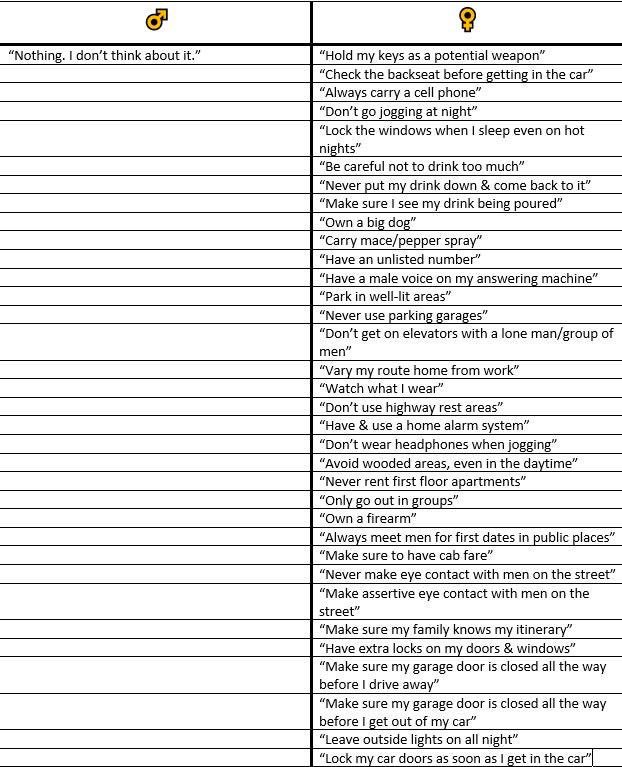 ♂ ♀
“Nothing. I don’t think about it.” “Hold my keys as a potential weapon”
“Check the backseat before getting in the car”
“Always carry a cell phone”
“Don’t go jogging at night”
“Lock the windows when I sleep even on hot
nights”
“Be careful not to drink too much”
“Never put my drink down & come back to it”
“Make sure I see my drink being poured”
“Own a big dog”
“Carry mace/pepper spray”
“Have an unlisted number”
“Have a male voice on my answering machine”
“Park in well-lit areas”
“Never use parking garages”
“Don’t get on elevators with a lone man/group of
men”
“Vary my route home from work”
“Watch what I wear”
“Don’t use highway rest areas”
“Have & use a home alarm system”
“Don’t wear headphones when jogging”
“Avoid wooded areas, even in the daytime”
“Never rent first floor apartments”
“Only go out in groups”
“Own a firearm”
“Always meet men for first dates in public places”
“Make sure to have cab fare”
“Never make eye contact with men on the street”
“Make assertive eye contact with men on the
street”
“Make sure my family knows my itinerary”
“Have extra locks on my doors & windows”
“Make sure my garage door is closed all the way
before I drive away”
“Make sure my garage door is closed all the way
before I get out of my car”
“Leave outside lights on all night”
“Lock my car doors as soon as I get in the car”